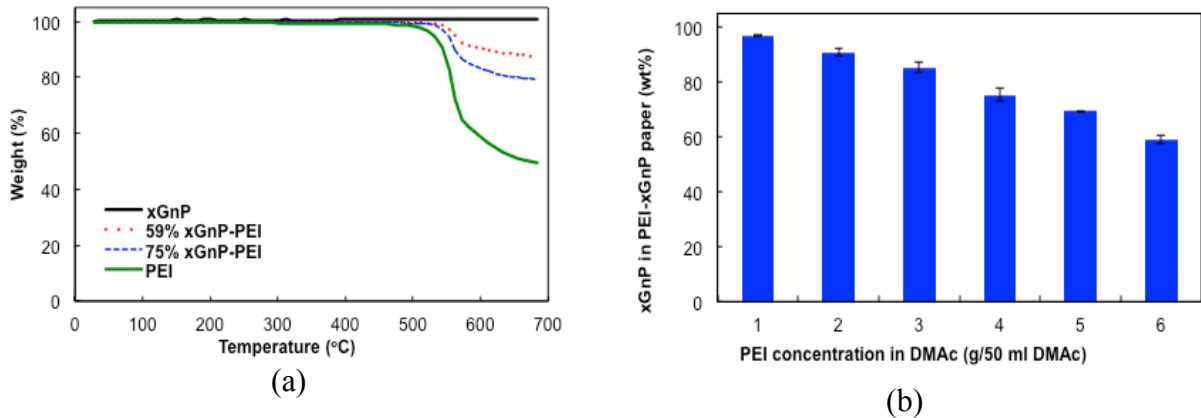 Weight (%)
100
80
60
40
20
0
xGnP
59% xGnP-PEI
75% xGnP-PEI
PEI
0 100 200 300 400 500 600 700
Temperature (°C)
(a)
xGnP in PEI-xGnP paper (wt%)
100
80
60
40
20
0
1 2 3 4 5 6
PEI concentration in DMAc (g/50 ml DMAc)
(b)